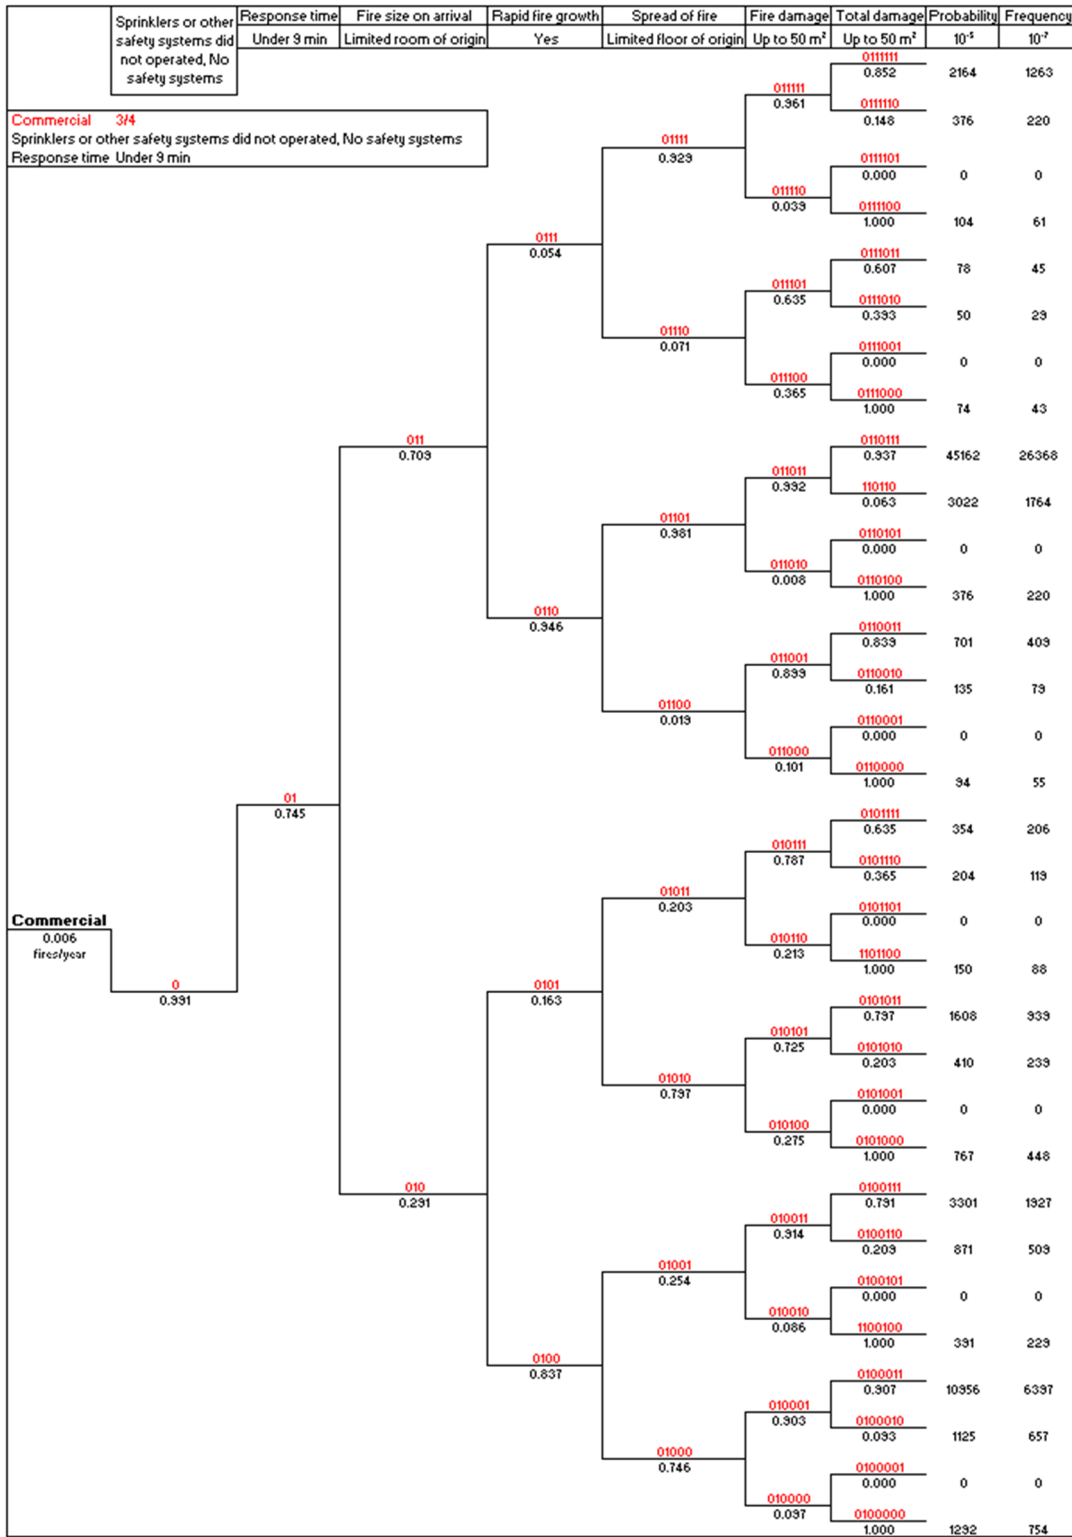 Sprinklers or other safety systems did not operated, No safety systems
Response time Fire size on arrival Rapid fire growth Spread of fire Fire damage Total damage Probability Frequency
Under 9 min Limited room of origin Yes Limited floor of origin Up to 50 m² Up to 50 m² 10⁻⁵ 10⁻⁷
0111111
0.852 2164 1263
011111
0.961
0111110
0.148 376 220
Commercial 3/4
Sprinklers or other safety systems did not operated, No safety systems
Response time Under 9 min
01111
0.929
0111101
0.000 0 0
011110
0.039
0111100
1.000 104 61
0111
0.054
0111011
0.607 78 45
011101
0.635
0111010
0.393 50 29
01110
0.071
0111001
0.000 0 0
011100
0.365
0111000
1.000 74 43
011
0.709
0110111
0.937 45162 26368
011011
0.992
110110
0.063 3022 1764
01101
0.981
0110101
0.000 0 0
011010
0.008
0110100
1.000 376 220
0110
0.946
0110011
0.839 701 409
011001
0.899
0110010
0.161 135 79
01100
0.019
0110001
0.000 0 0
011000
0.101
0110000
1.000 94 55
01
0.745
0101111
0.635 354 206
010111
0.787
0101110
0.365 204 119
01011
0.203
0101101
0.000 0 0
010110
0.213
1101100
1.000 150 88
Commercial
0.006
fires/year
0
0.991
0101
0.163
0101011
0.797 1608 939
010101
0.725
0101010
0.203 410 239
01010
0.797
0101001
0.000 0 0
010100
0.275
0101000
1.000 767 448
010
0.291
0100111
0.791 3301 1927
010011
0.914
0100110
0.209 871 509
01001
0.254
0100101
0.000 0 0
010010
0.086
1100100
1.000 391 229
0100
0.837
0100011
0.907 10956 6397
010001
0.903
0100010
0.093 1125 657
01000
0.746
0100001
0.000 0 0
010000
0.097
0100000
1.000 1292 754